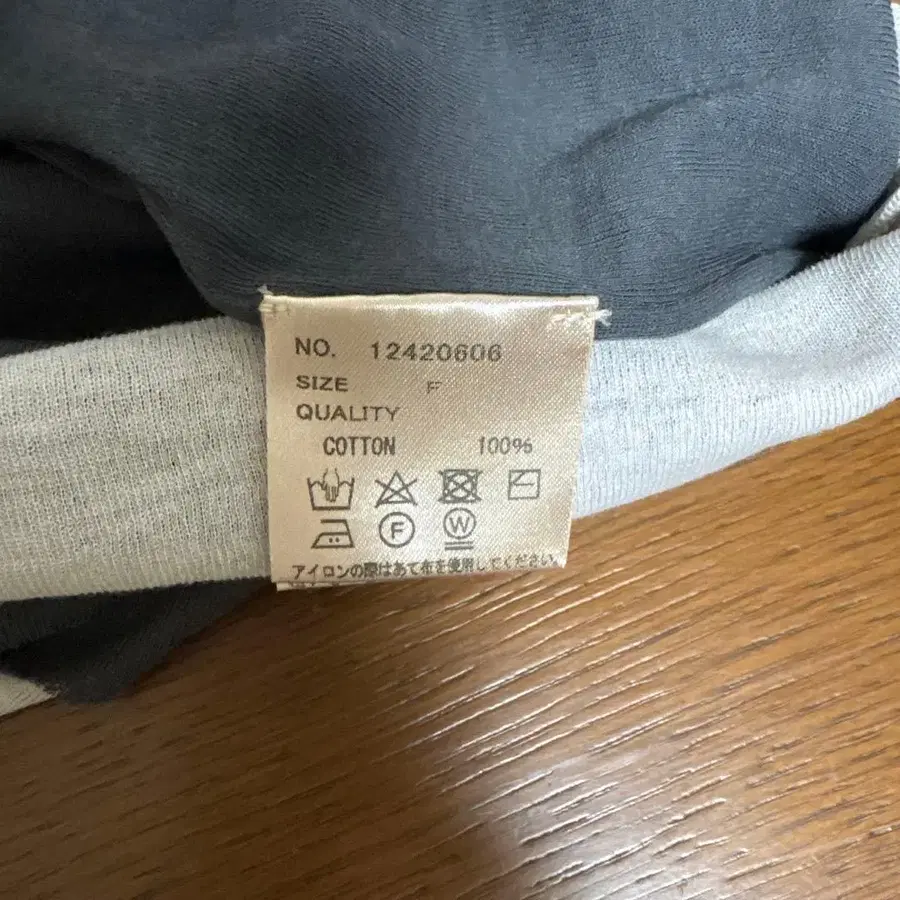 NO. 12420606
SIZE F
QUALITY
COTTON 100%
F W
アイロンの際はあて布を使用してください